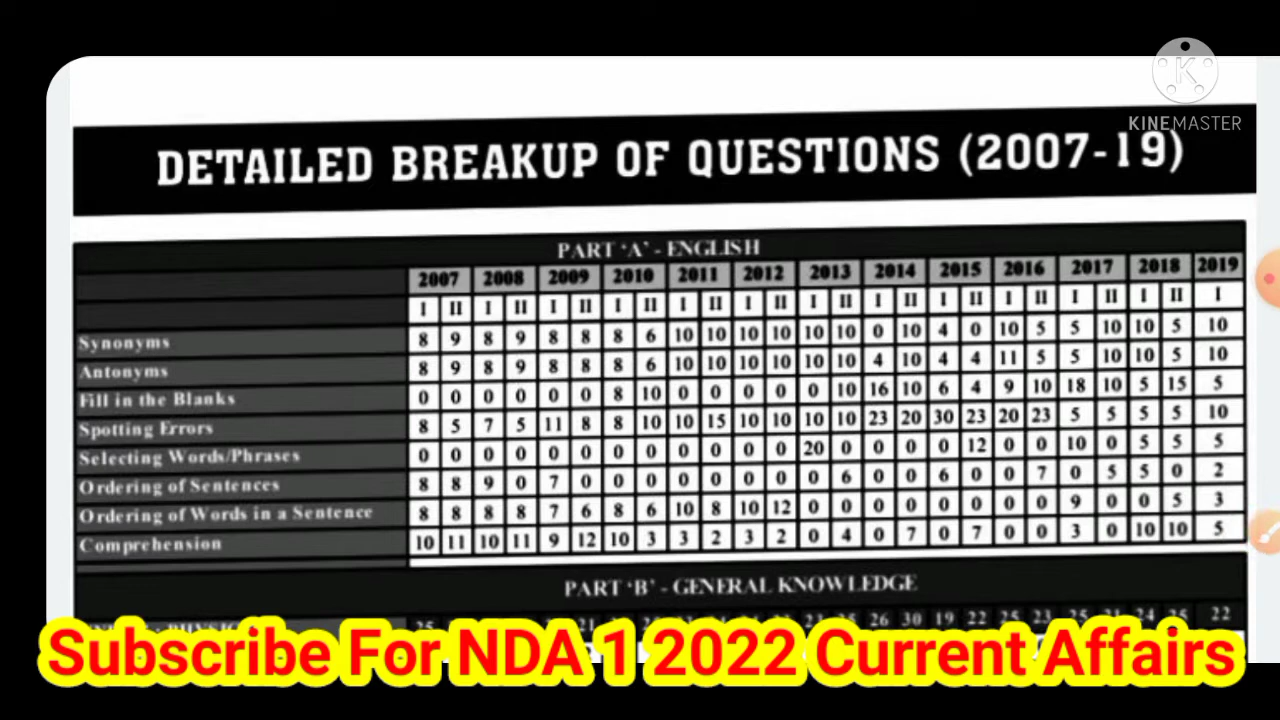 KINEMASTER
DETAILED BREAKUP OF QUESTIONS (2007-19)
PART ‘A’ - ENGLISH
2007 2008 2009 2010 2011 2012 2013 2014 2015 2016 2017 2018 2019
I II I II I II I II I II I II I II I II I II I II I II I II I
Synonyms 8 9 8 9 8 8 8 6 10 10 10 10 10 10 0 10 4 0 10 5 5 10 10 5 10
Antonyms 8 9 8 9 8 8 8 6 10 10 10 10 10 10 4 10 4 4 11 5 5 10 10 5 10
Fill in the Blanks 0 0 0 0 0 0 8 10 0 0 0 0 0 10 16 10 6 4 9 10 18 10 5 15 5
Spotting Errors 8 5 7 5 11 8 8 10 10 15 10 10 10 10 23 20 30 23 20 23 5 5 5 5 10
Selecting Words/Phrases 0 0 0 0 0 0 0 0 0 0 0 0 20 0 0 0 0 12 0 0 10 0 5 5 5
Ordering of Sentences 8 8 9 0 7 0 0 0 0 0 0 0 0 6 0 0 6 0 0 7 0 5 5 0 2
Ordering of Words in a Sentence 8 8 8 8 7 6 8 6 10 8 10 12 0 0 0 0 0 0 0 0 9 0 0 5 3
Comprehension 10 11 10 11 9 12 10 3 3 2 3 2 0 4 0 7 0 7 0 0 3 0 10 10 5
PART ‘B’ - GENERAL KNOWLEDGE
26 30 19 22 25 23 22
Subscribe For NDA 1 2022 Current Affairs